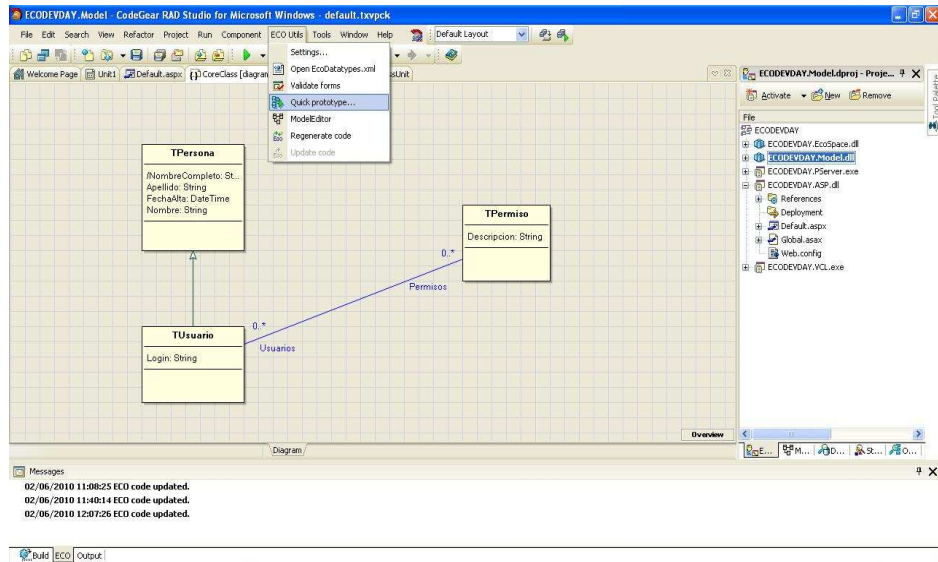 ECODEVDAY.Model - CodeGear RAD Studio for Microsoft Windows - default.txvpck
File Edit Search View Refactor Project Run Component ECO Utils Tools Window Help Default Layout
Welcome Page Unit1 Default.aspx CoreClass [diagram
Settings...
Open EcoDatatypes.xml
Validate forms
Quick prototype...
ModelEditor
Regenerate code
Update code
TPersona
/NombreCompleto: St...
Apellido: String
FechaAlta: DateTime
Nombre: String
TPermiso
Descripcion: String
0..*
Permisos
0..*
Usuarios
TUsuario
Login: String
Overview
Diagram
ECODEVDAY.Model.dproj - Proje...
Activate New Remove
File
ECODEVDAY
ECODEVDAY.EcoSpace.dll
ECODEVDAY.Model.dll
ECODEVDAY.PServer.exe
ECODEVDAY.ASP.dll
References
Deployment
Default.aspx
Global.asax
Web.config
ECODEVDAY.VCL.exe
E... M... D... St... O...
Tool Palette
Messages
02/06/2010 11:08:25 ECO code updated.
02/06/2010 11:40:14 ECO code updated.
02/06/2010 12:07:26 ECO code updated.
Build ECO Output